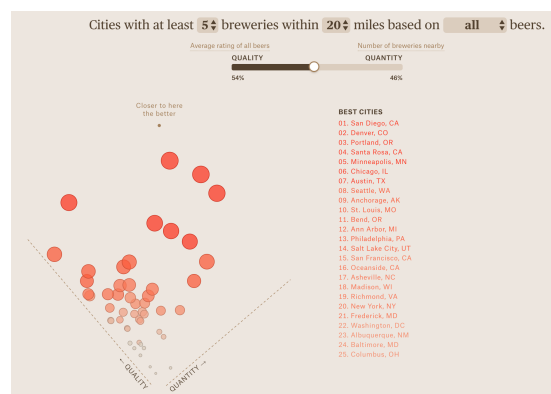 Cities with at least 5 breweries within 20 miles based on all beers.
Average rating of all beers
Number of breweries nearby
QUALITY
QUANTITY
54%
46%
Closer to here
the better
BEST CITIES
01. San Diego, CA
02. Denver, CO
03. Portland, OR
04. Santa Rosa, CA
05. Minneapolis, MN
06. Chicago, IL
07. Austin, TX
08. Seattle, WA
09. Anchorage, AK
10. St. Louis, MO
11. Bend, OR
12. Ann Arbor, MI
13. Philadelphia, PA
14. Salt Lake City, UT
15. San Francisco, CA
16. Oceanside, CA
17. Asheville, NC
18. Madison, WI
19. Richmond, VA
20. New York, NY
21. Frederick, MD
22. Washington, DC
23. Albuquerque, NM
24. Baltimore, MD
25. Columbus, OH
← QUALITY
QUANTITY →